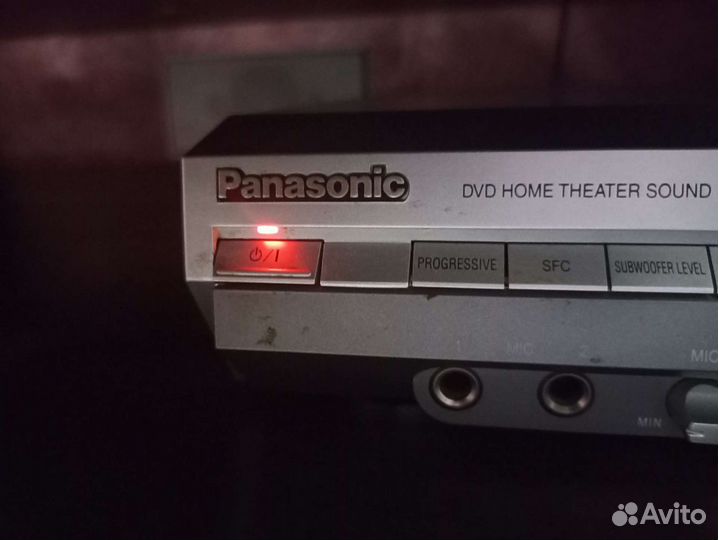 Panasonic
DVD HOME THEATER SOUND
⏻/I
PROGRESSIVE
SFC
SUBWOOFER LEVEL
1 MIC 2
MIC
MIN
Avito